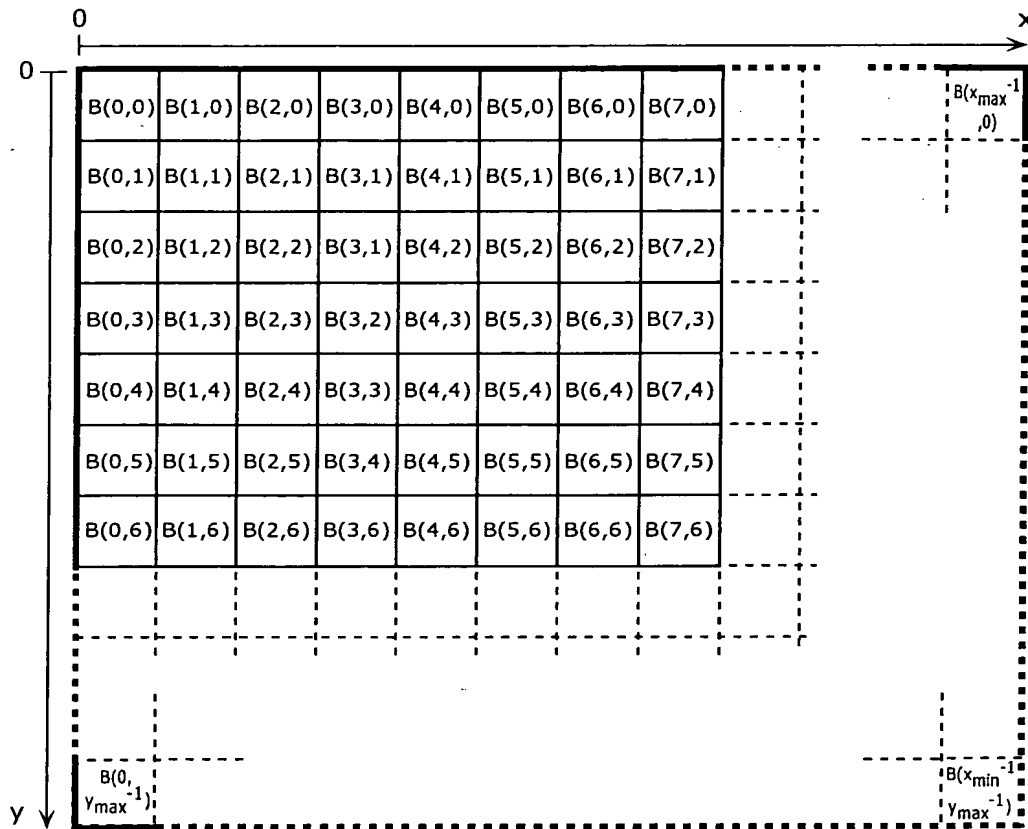 0
x
0
B(0,0) B(1,0) B(2,0) B(3,0) B(4,0) B(5,0) B(6,0) B(7,0)
B(x_max^-1
,0)
B(0,1) B(1,1) B(2,1) B(3,1) B(4,1) B(5,1) B(6,1) B(7,1)
B(0,2) B(1,2) B(2,2) B(3,1) B(4,2) B(5,2) B(6,2) B(7,2)
B(0,3) B(1,3) B(2,3) B(3,2) B(4,3) B(5,3) B(6,3) B(7,3)
B(0,4) B(1,4) B(2,4) B(3,3) B(4,4) B(5,4) B(6,4) B(7,4)
B(0,5) B(1,5) B(2,5) B(3,4) B(4,5) B(5,5) B(6,5) B(7,5)
B(0,6) B(1,6) B(2,6) B(3,6) B(4,6) B(5,6) B(6,6) B(7,6)
B(0,
y_max^-1)
B(x_min^-1
y_max^-1)
y